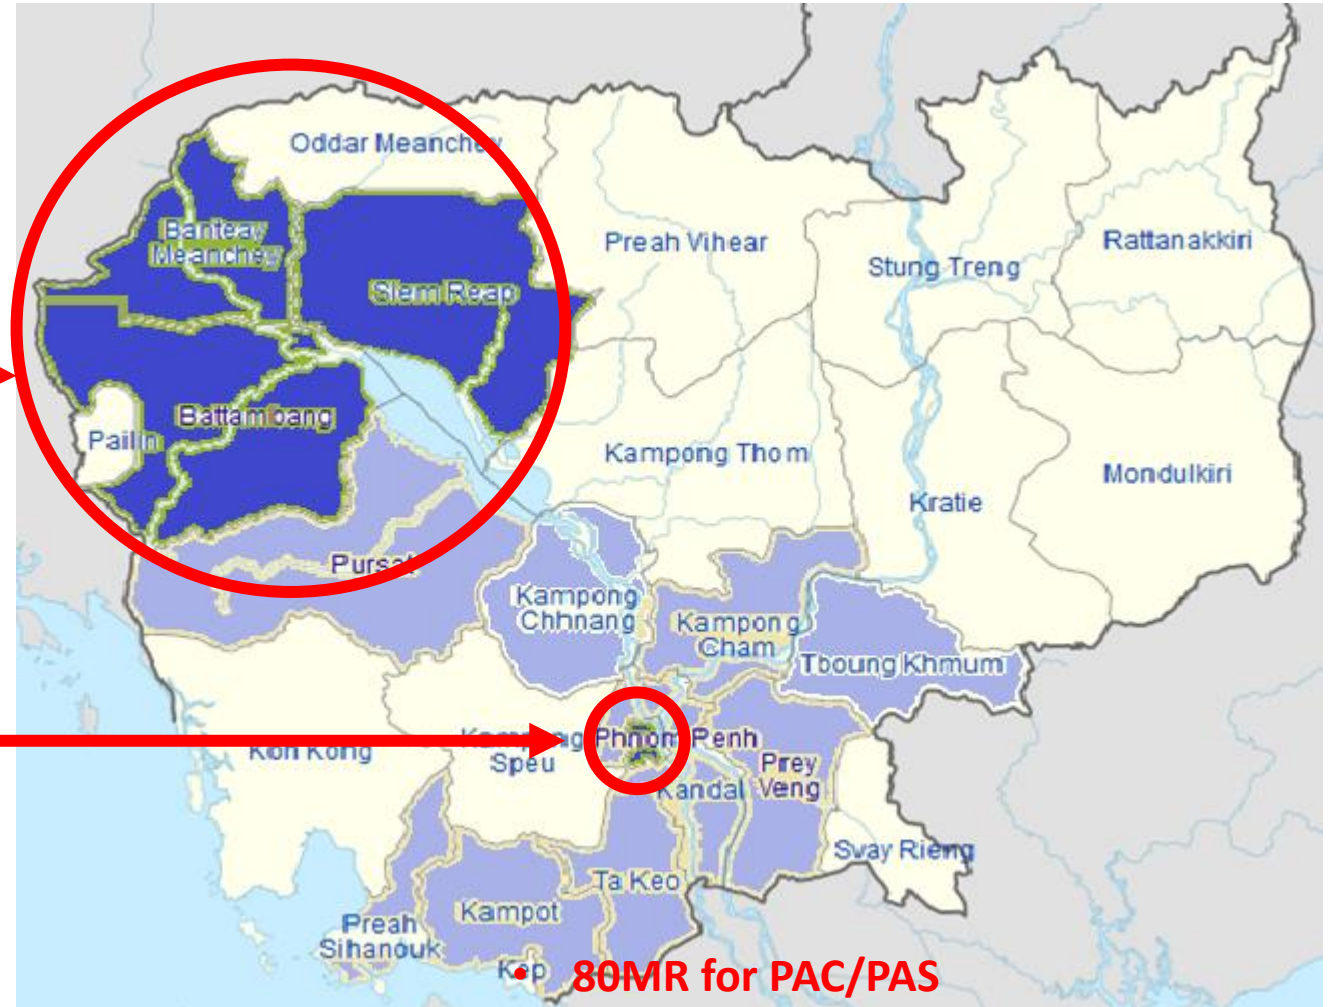 Oddar Meanchey
Banteay
Meanchey
Preah Vihear
Rattanakkiri
Stung Treng
Siem Reap
Battambang
Pailin
Kampong Thom
Mondulkiri
Kratie
Pursat
Kampong
Chhnang
Kampong
Cham
Tboung Khmum
Phnom Penh
Koh Kong
Kampong
Speu
Prey
Veng
Kandal
Svay Rieng
Ta Keo
Kampot
Preah
Sihanouk
Kep
• 80MR for PAC/PAS